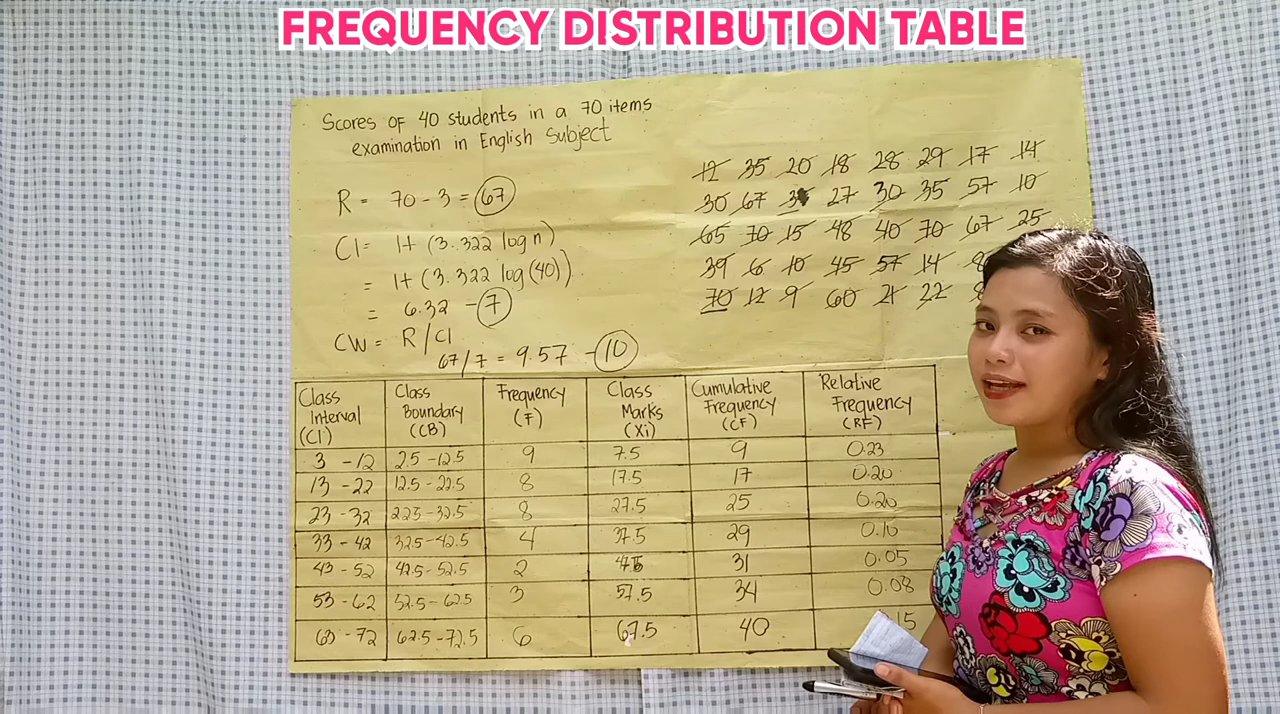 FREQUENCY DISTRIBUTION TABLE
Scores of 40 students in a 70 items
examination in English Subject
R = 70 - 3 = 67
CI = 1 + (3.322 log n)
= 1 + (3.322 log (40))
= 6.32 - 7
CW = R/CI
67/7 = 9.57 - 10
12 35 20 18 28 29 17 14
30 67 27 30 35 57 10
65 70 15 48 40 70 67 25
39 6 10 45 57 14
70 12 9 60 21 22
Class Interval (CI) Class Boundary (CB) Frequency (F) Class Marks (Xi) Cumulative Frequency (CF) Relative Frequency (RF)
3 - 12 2.5 - 12.5 9 7.5 9 0.23
13 - 22 12.5 - 22.5 8 17.5 17 0.20
23 - 32 22.5 - 32.5 8 27.5 25 0.20
33 - 42 32.5 - 42.5 4 37.5 29 0.10
43 - 52 42.5 - 52.5 2 31 0.05
53 - 62 52.5 - 62.5 3 57.5 34 0.08
63 - 72 62.5 - 72.5 6 67.5 40 15